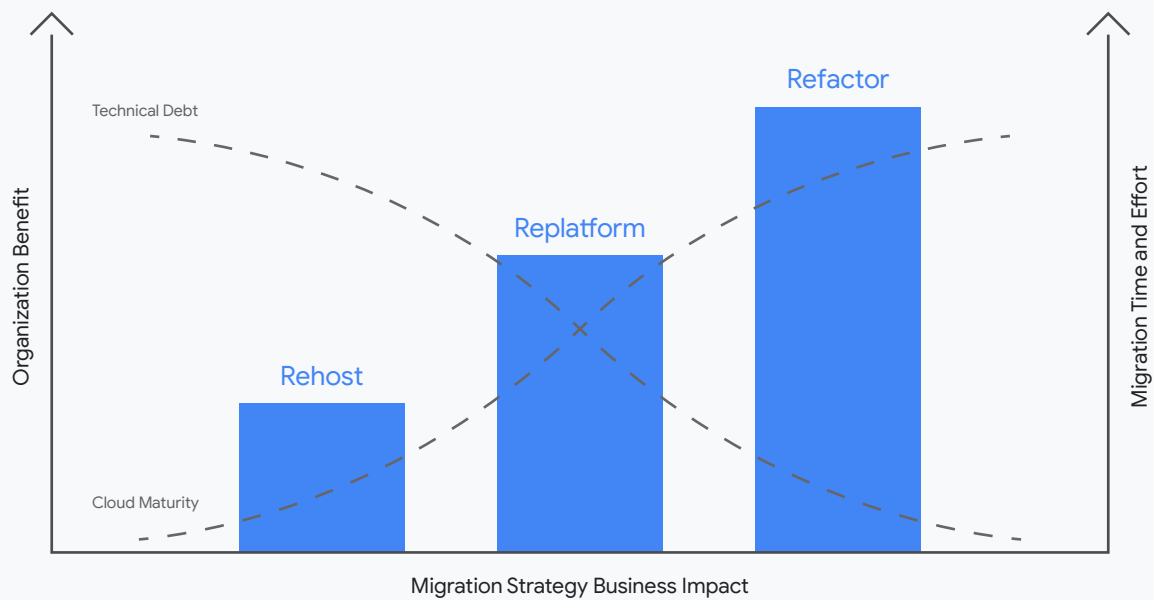 Refactor
Technical Debt
Replatform
Organization Benefit
Migration Time and Effort
Rehost
Cloud Maturity
Migration Strategy Business Impact